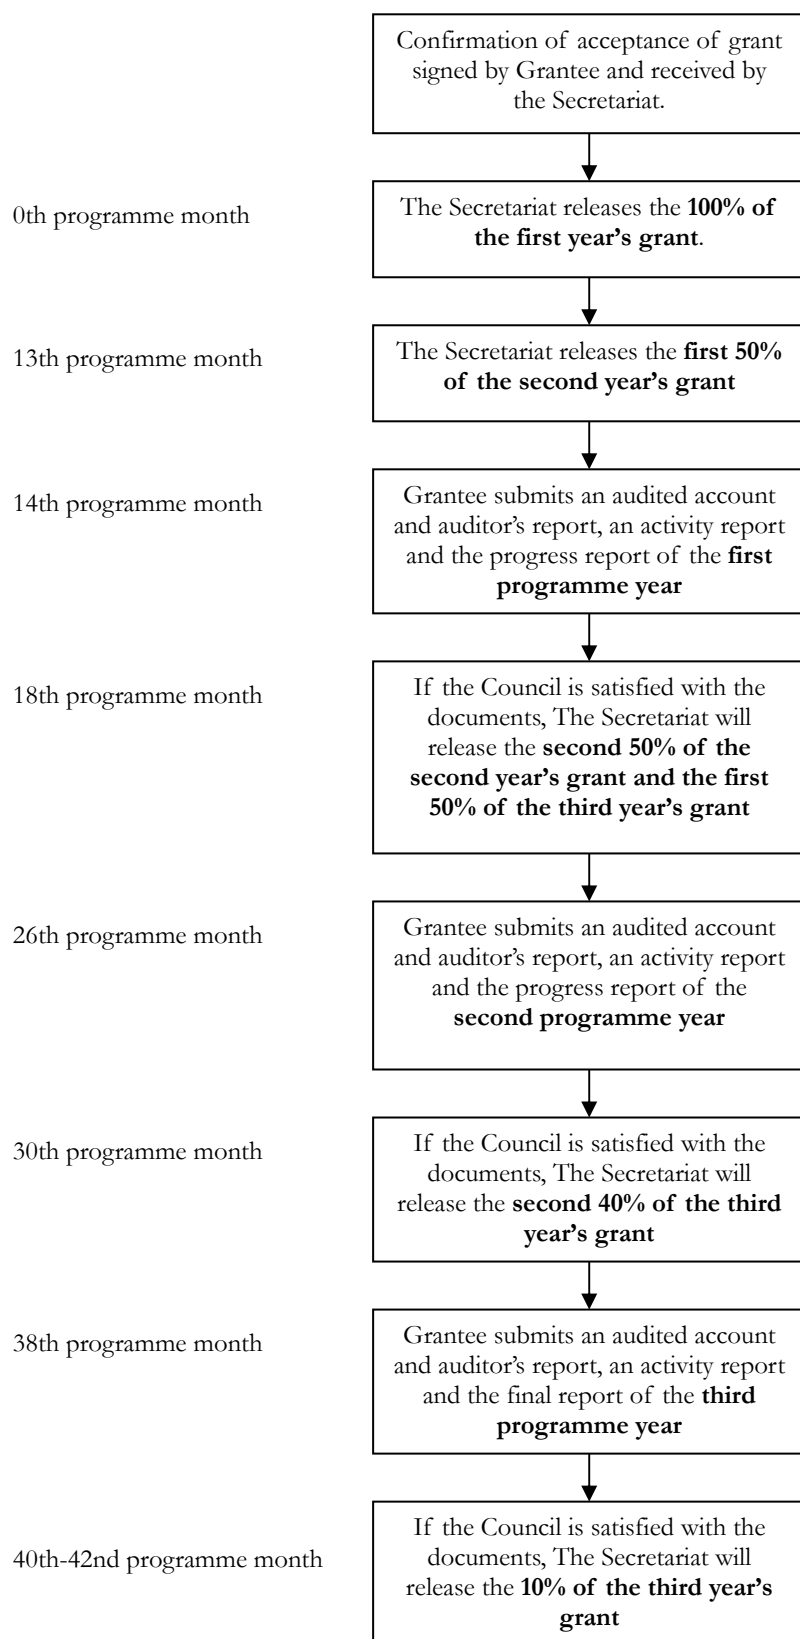 Confirmation of acceptance of grant
signed by Grantee and received by
the Secretariat.
0th programme month
The Secretariat releases the 100% of
the first year’s grant.
13th programme month
The Secretariat releases the first 50%
of the second year’s grant
14th programme month
Grantee submits an audited account
and auditor’s report, an activity report
and the progress report of the first
programme year
18th programme month
If the Council is satisfied with the
documents, The Secretariat will
release the second 50% of the
second year’s grant and the first
50% of the third year’s grant
26th programme month
Grantee submits an audited account
and auditor’s report, an activity report
and the progress report of the
second programme year
30th programme month
If the Council is satisfied with the
documents, The Secretariat will
release the second 40% of the third
year’s grant
38th programme month
Grantee submits an audited account
and auditor’s report, an activity report
and the final report of the third
programme year
40th-42nd programme month
If the Council is satisfied with the
documents, The Secretariat will
release the 10% of the third year’s
grant